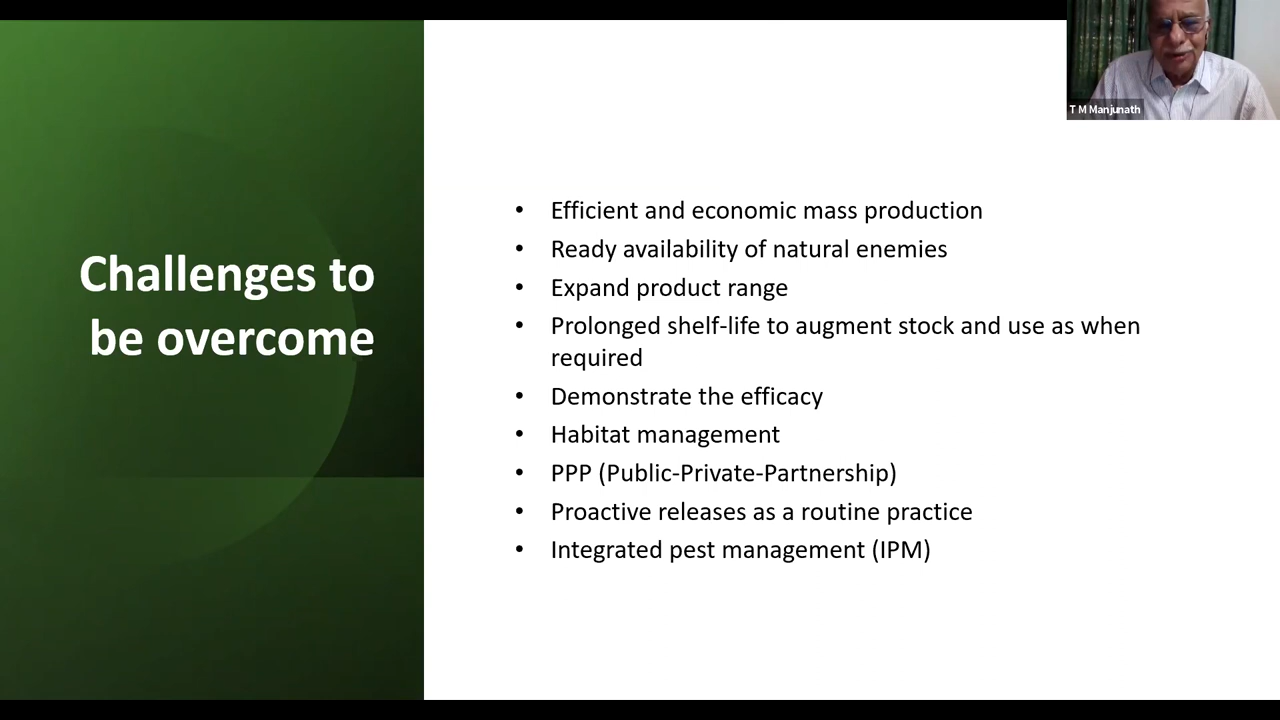 T M Manjunath
Challenges to
be overcome
• Efficient and economic mass production
• Ready availability of natural enemies
• Expand product range
• Prolonged shelf-life to augment stock and use as when
required
• Demonstrate the efficacy
• Habitat management
• PPP (Public-Private-Partnership)
• Proactive releases as a routine practice
• Integrated pest management (IPM)